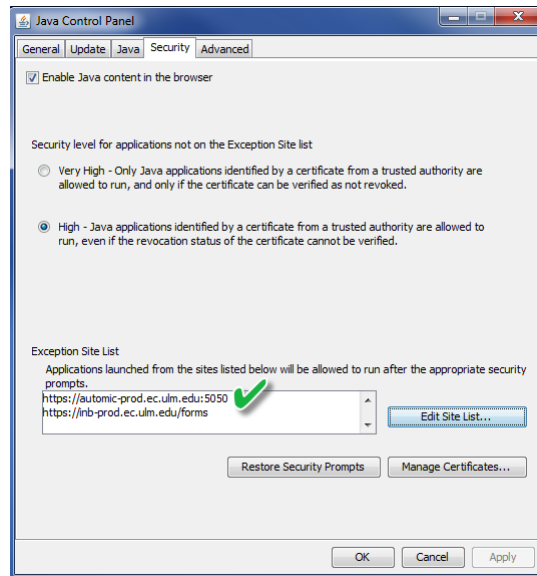 Java Control Panel
General Update Java Security Advanced
Enable Java content in the browser
Security level for applications not on the Exception Site list
Very High - Only Java applications identified by a certificate from a trusted authority are
allowed to run, and only if the certificate can be verified as not revoked.
High - Java applications identified by a certificate from a trusted authority are allowed to
run, even if the revocation status of the certificate cannot be verified.
Exception Site List
Applications launched from the sites listed below will be allowed to run after the appropriate security
prompts.
https://automic-prod.ec.ulm.edu:5050
https://inb-prod.ec.ulm.edu/forms
Edit Site List...
Restore Security Prompts Manage Certificates...
OK Cancel Apply